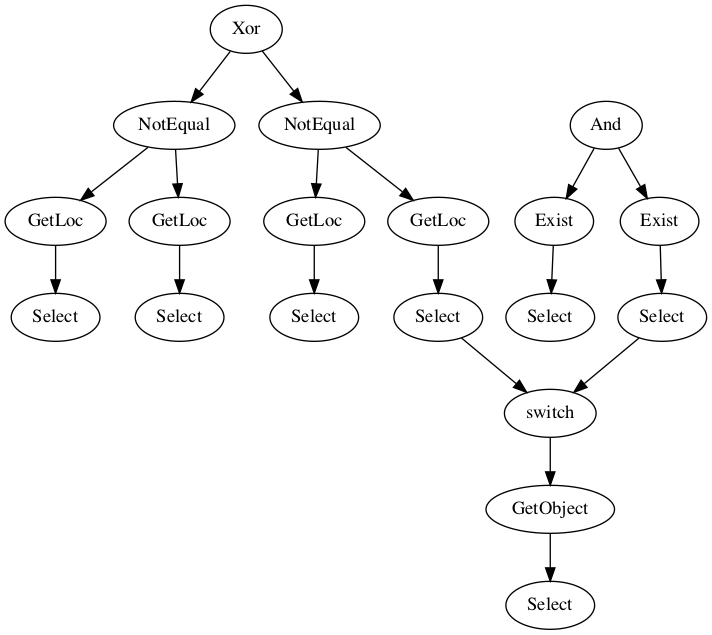 Xor
NotEqual NotEqual And
GetLoc GetLoc GetLoc GetLoc Exist Exist
Select Select Select Select Select Select
switch
GetObject
Select